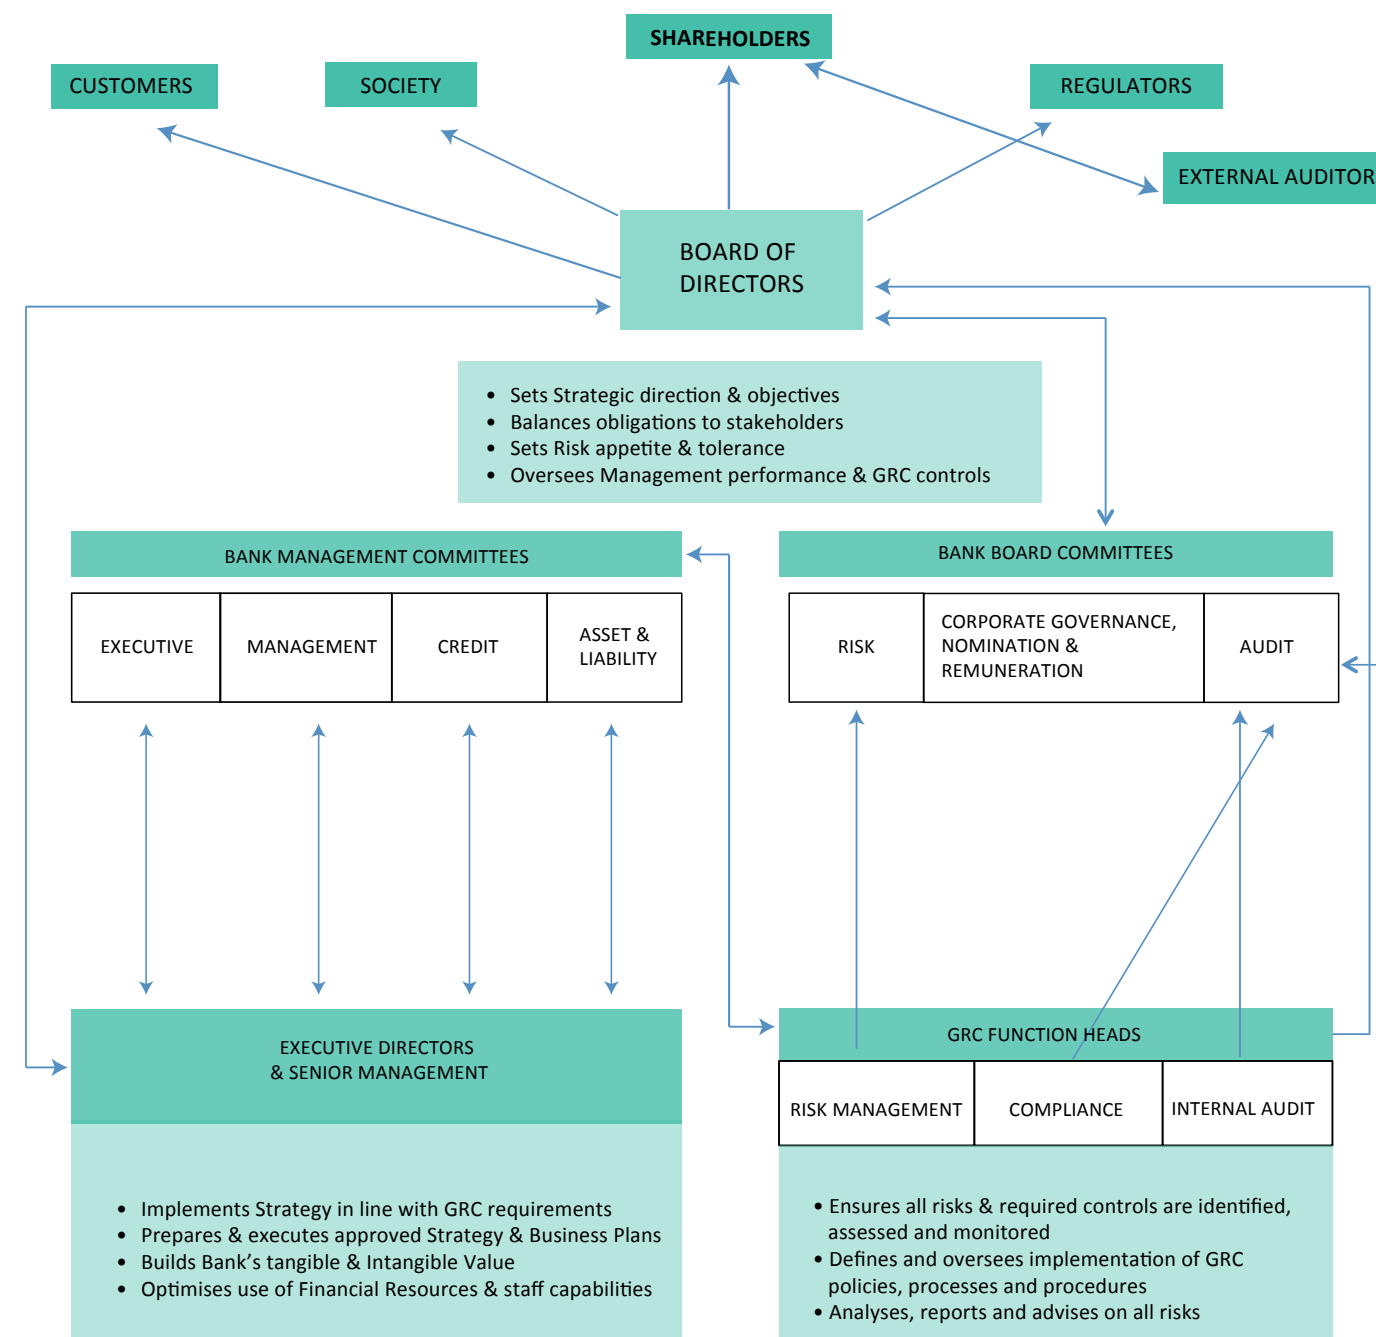 SHAREHOLDERS
CUSTOMERS
SOCIETY
REGULATORS
EXTERNAL AUDITOR
BOARD OF
DIRECTORS
• Sets Strategic direction & objectives
• Balances obligations to stakeholders
• Sets Risk appetite & tolerance
• Oversees Management performance & GRC controls
BANK MANAGEMENT COMMITTEES
EXECUTIVE
MANAGEMENT
CREDIT
ASSET &
LIABILITY
BANK BOARD COMMITTEES
RISK
CORPORATE GOVERNANCE,
NOMINATION &
REMUNERATION
AUDIT
EXECUTIVE DIRECTORS
& SENIOR MANAGEMENT
• Implements Strategy in line with GRC requirements
• Prepares & executes approved Strategy & Business Plans
• Builds Bank's tangible & Intangible Value
• Optimises use of Financial Resources & staff capabilities
GRC FUNCTION HEADS
RISK MANAGEMENT
COMPLIANCE
INTERNAL AUDIT
• Ensures all risks & required controls are identified,
assessed and monitored
• Defines and oversees implementation of GRC
policies, processes and procedures
• Analyses, reports and advises on all risks